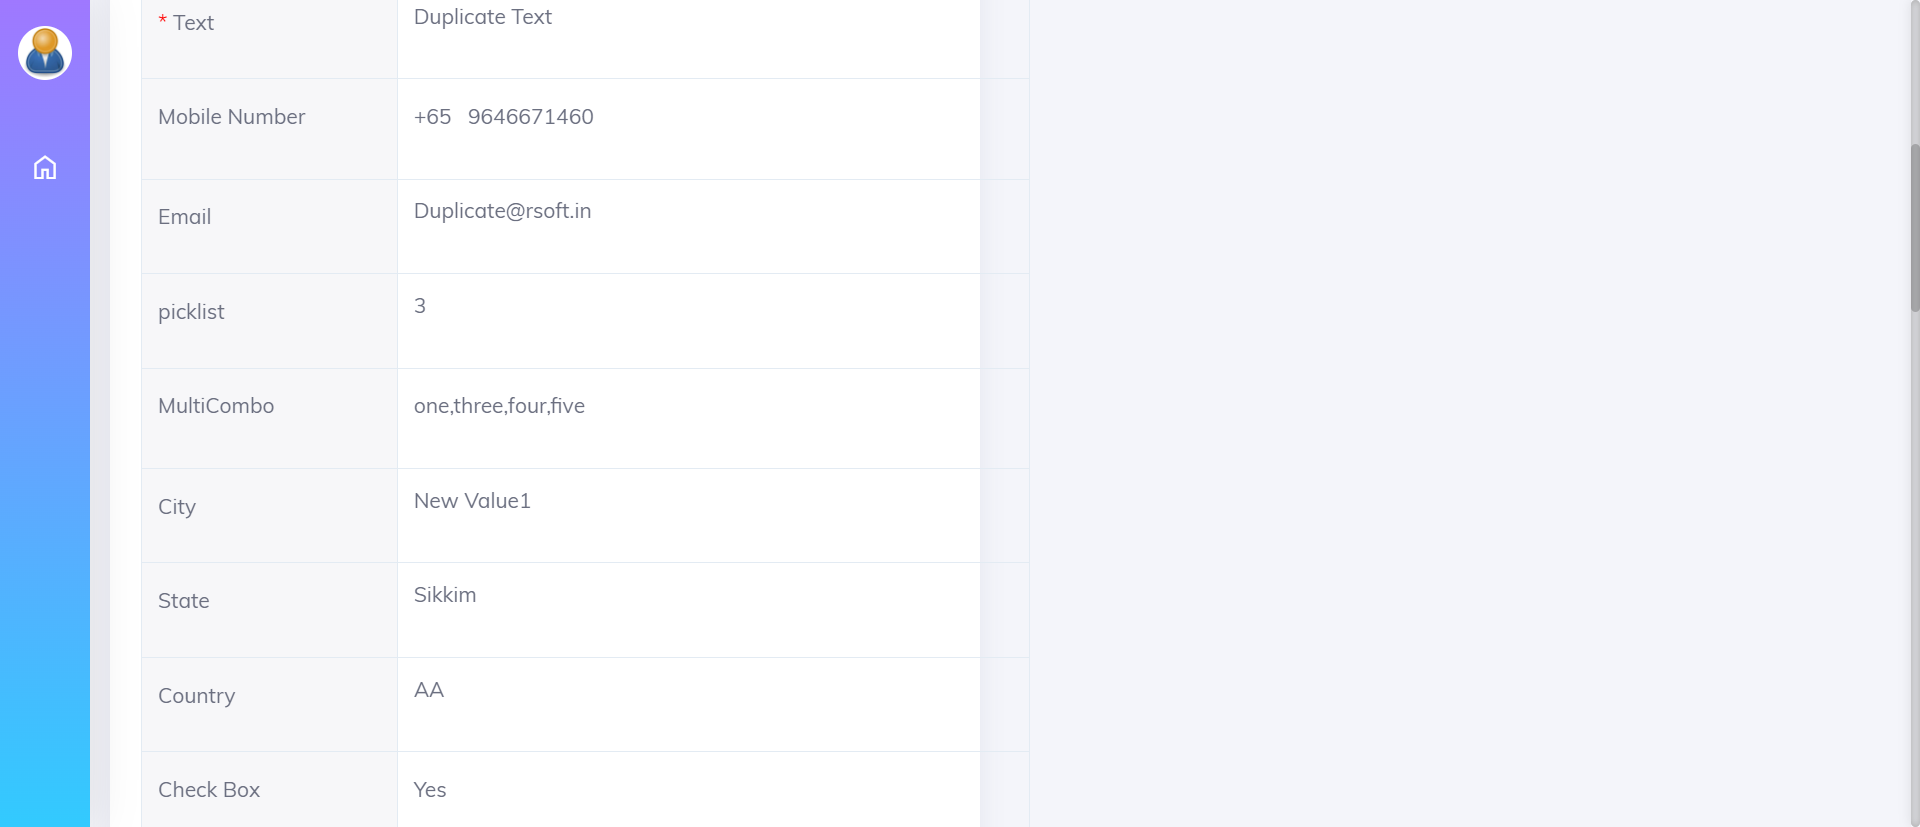 * Text Duplicate Text
Mobile Number +65 9646671460
Email Duplicate@rsoft.in
picklist 3
MultiCombo one,three,four,five
City New Value1
State Sikkim
Country AA
Check Box Yes